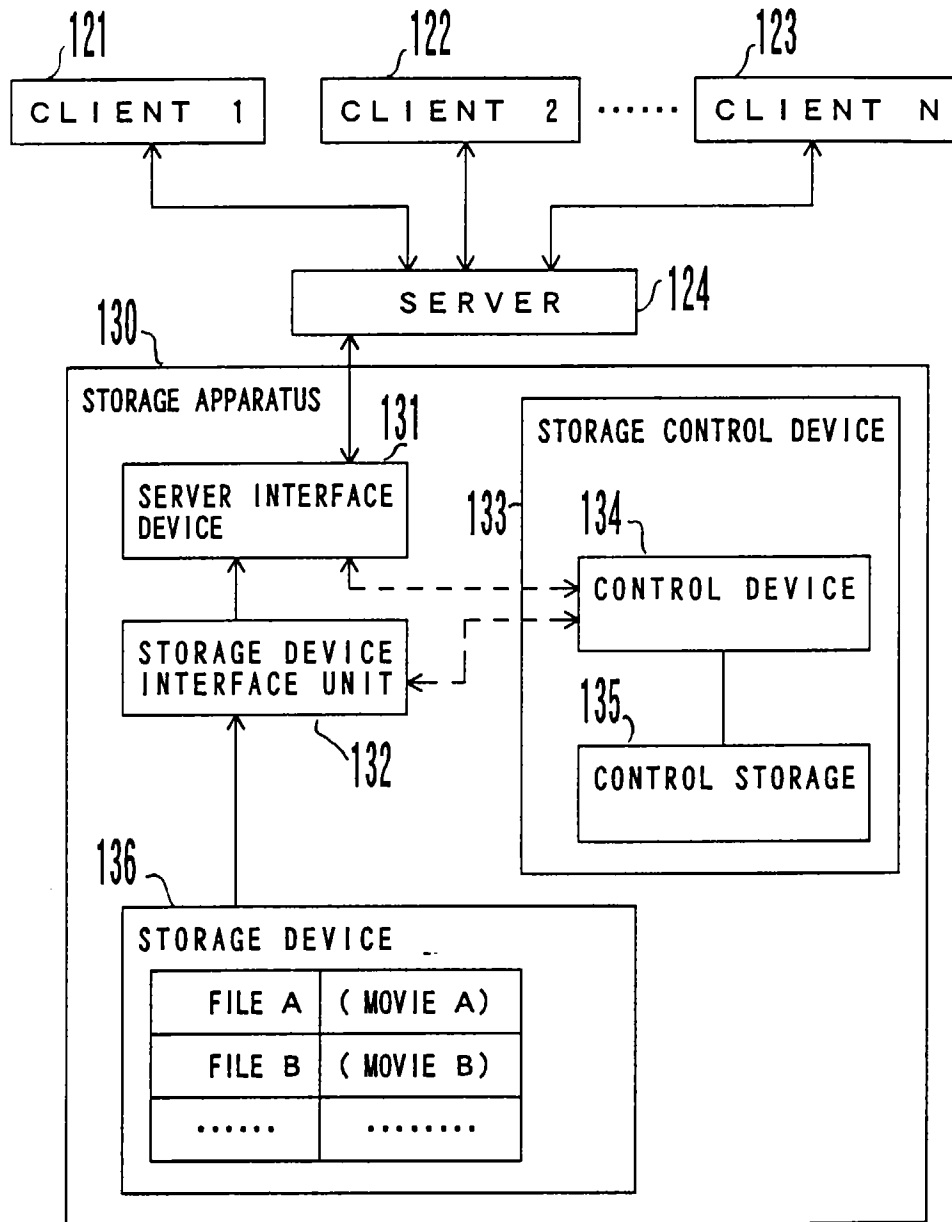 121
122
123
CLIENT 1
CLIENT 2
......
CLIENT N
SERVER
124
130
STORAGE APPARATUS
131
STORAGE CONTROL DEVICE
SERVER INTERFACE
DEVICE
133
134
CONTROL DEVICE
STORAGE DEVICE
INTERFACE UNIT
132
135
CONTROL STORAGE
136
STORAGE DEVICE
FILE A
(MOVIE A)
FILE B
(MOVIE B)
......
........